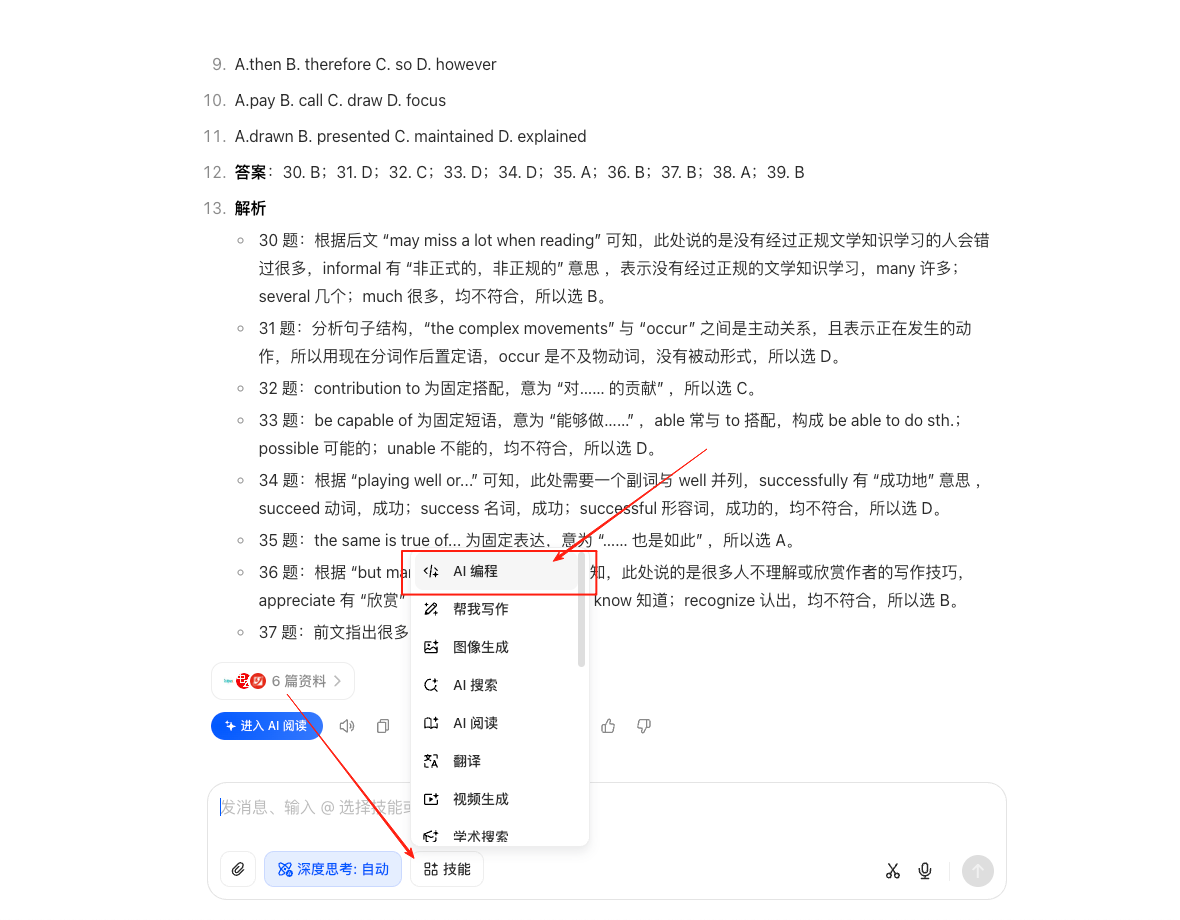 9. A.then B. therefore C. so D. however
10. A.pay B. call C. draw D. focus
11. A.drawn B. presented C. maintained D. explained
12. 答案：30. B；31. D；32. C；33. D；34. D；35. A；36. B；37. B；38. A；39. B
13. 解析
30 题：根据后文 “may miss a lot when reading” 可知，此处说的是没有经过正规文学知识学习的人会错
过很多，informal 有 “非正式的，非正规的” 意思 ，表示没有经过正规的文学知识学习，many 许多；
several 几个；much 很多，均不符合，所以选 B。
31 题：分析句子结构，“the complex movements” 与 “occur” 之间是主动关系，且表示正在发生的动
作，所以用现在分词作后置定语，occur 是不及物动词，没有被动形式，所以选 D。
32 题：contribution to 为固定搭配，意为 “对…… 的贡献” ，所以选 C。
33 题：be capable of 为固定短语，意为 “能够做……” ，able 常与 to 搭配，构成 be able to do sth.；
possible 可能的；unable 不能的，均不符合，所以选 D。
34 题：根据 “playing well or…” 可知，此处需要一个副词与 well 并列，successfully 有 “成功地” 意思 ，
succeed 动词，成功；success 名词，成功；successful 形容词，成功的，均不符合，所以选 D。
35 题：the same is true of… 为固定表达，意为 “…… 也是如此” ，所以选 A。
36 题：根据 “but 知，此处说的是很多人不理解或欣赏作者的写作技巧，
appreciate 有 “欣赏” know 知道；recognize 认出，均不符合，所以选 B。
37 题：前文指出很多
AI 编程
帮我写作
图像生成
AI 搜索
AI 阅读
翻译
视频生成
学术搜索
6 篇资料
进入 AI 阅读
发消息、输入 @ 选择技能
深度思考: 自动
技能